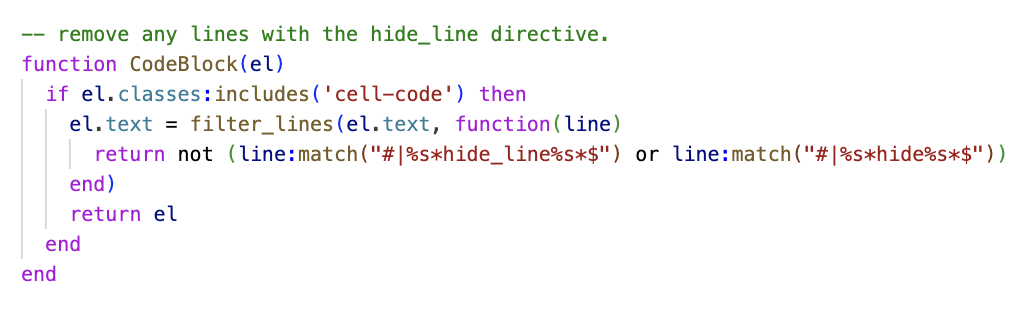 -- remove any lines with the hide_line directive.
function CodeBlock(el)
  if el.classes:includes('cell-code') then
    el.text = filter_lines(el.text, function(line)
      return not (line:match("#|%s*hide_line%s*$") or line:match("#|%s*hide%s*$"))
    end)
    return el
  end
end